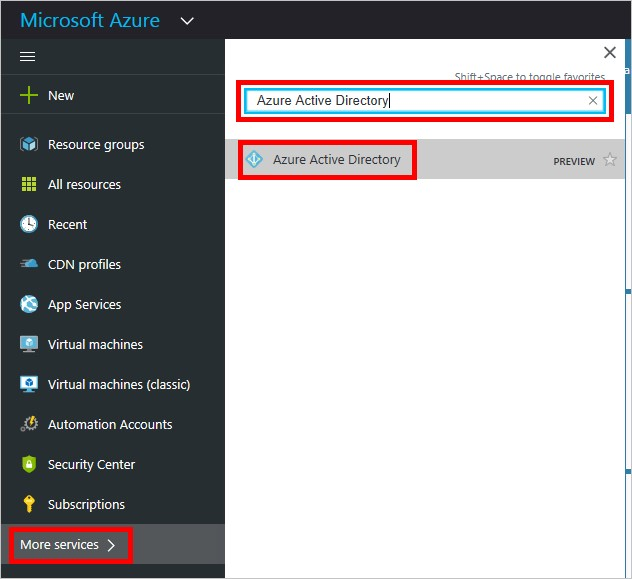 Microsoft Azure
Shift+Space to toggle favorites
New
Azure Active Directory
Resource groups
Azure Active Directory
PREVIEW
All resources
Recent
CDN profiles
App Services
Virtual machines
Virtual machines (classic)
Automation Accounts
Security Center
Subscriptions
More services